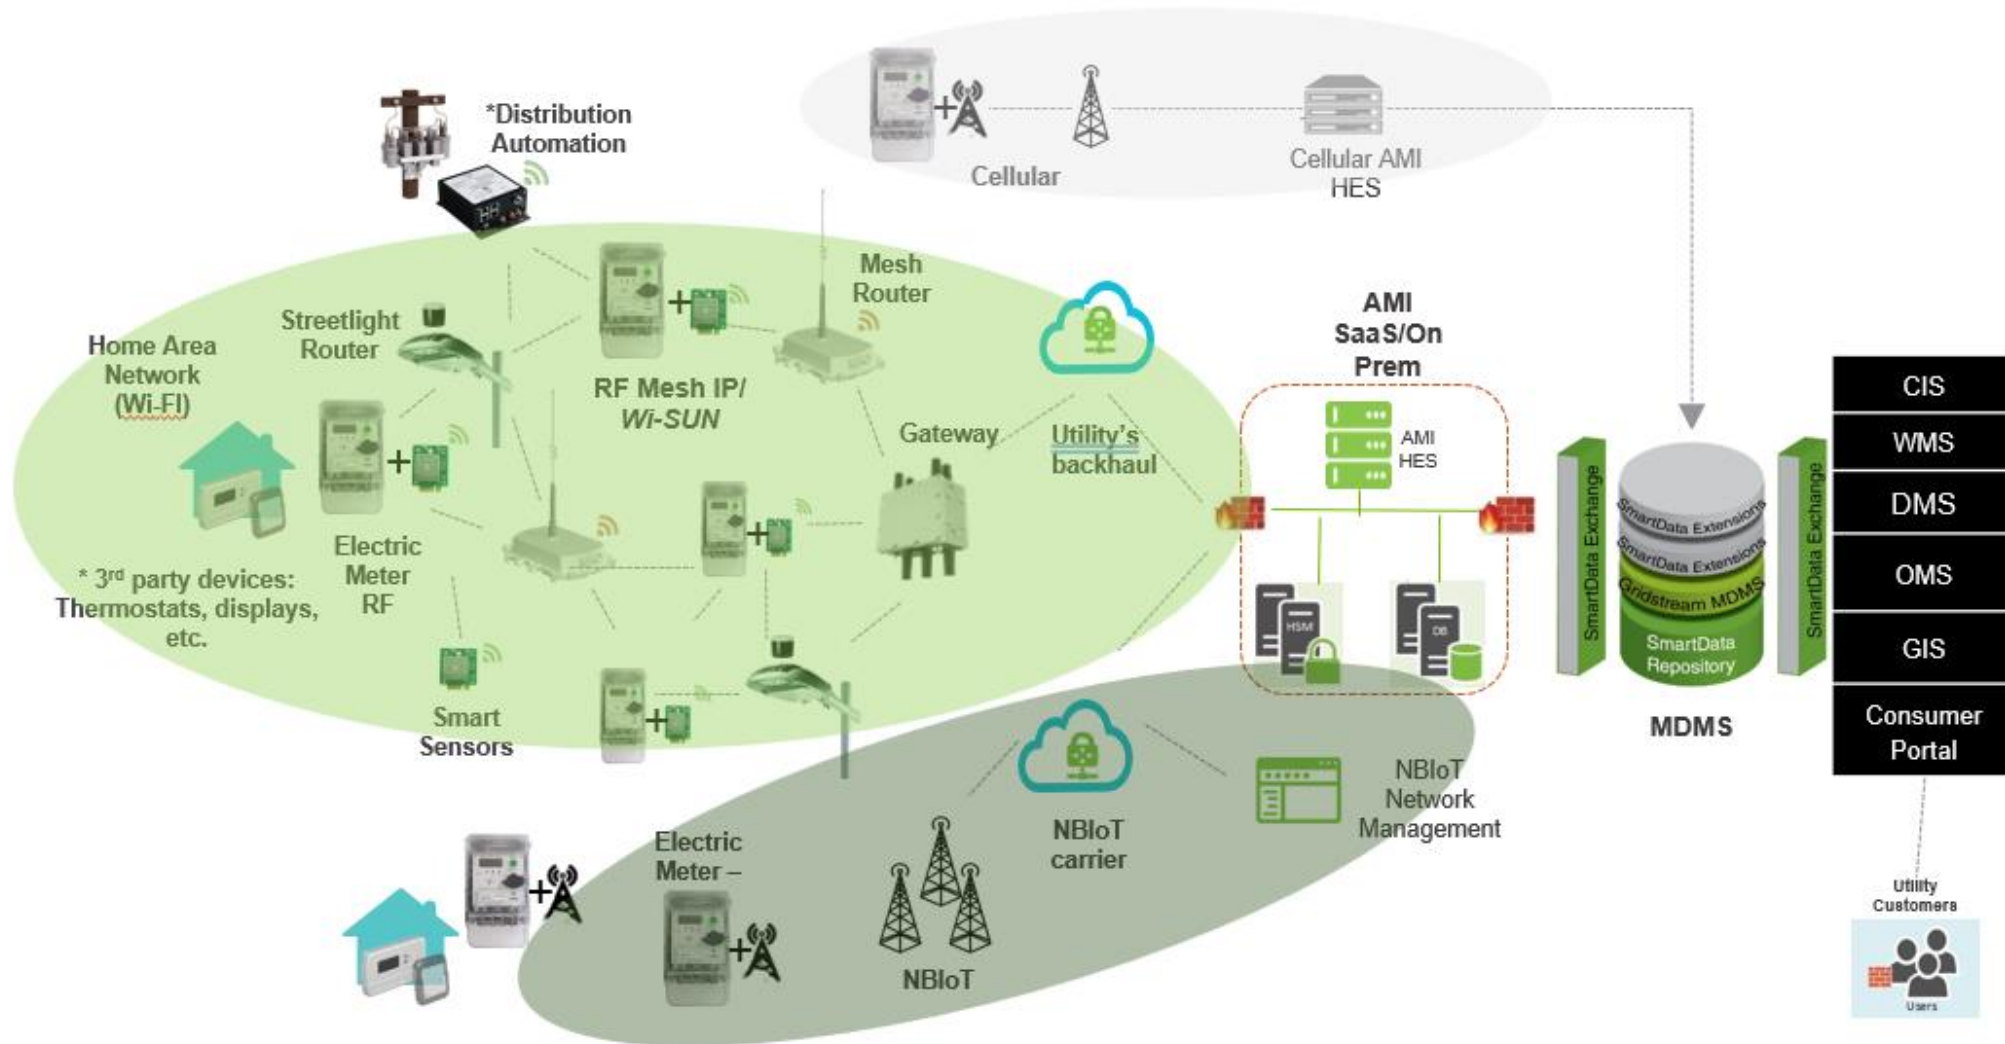 *Distribution
Automation
Cellular
Cellular AMI
HES
Mesh
Router
Streetlight
Router
Home Area
Network
(Wi-FI)
RF Mesh IP/
Wi-SUN
Gateway
Utility's
backhaul
AMI
SaaS/On
Prem
AMI
HES
HSM
DB
Electric
Meter
RF
* 3rd party devices:
Thermostats, displays,
etc.
Smart
Sensors
SmartData Exchange
SmartData Extensions
SmartData Extensions
Gridstream MDMS
SmartData
Repository
MDMS
SmartData Exchange
CIS
WMS
DMS
OMS
GIS
Consumer
Portal
NBIoT
Network
Management
NBIoT
carrier
Electric
Meter –
NBIoT
Utility
Customers
Users